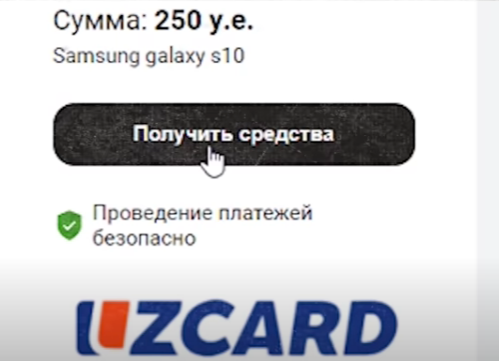 Сумма: 250 у.е.
Samsung galaxy s10
Получить средства
Проведение платежей
безопасно
UZCARD